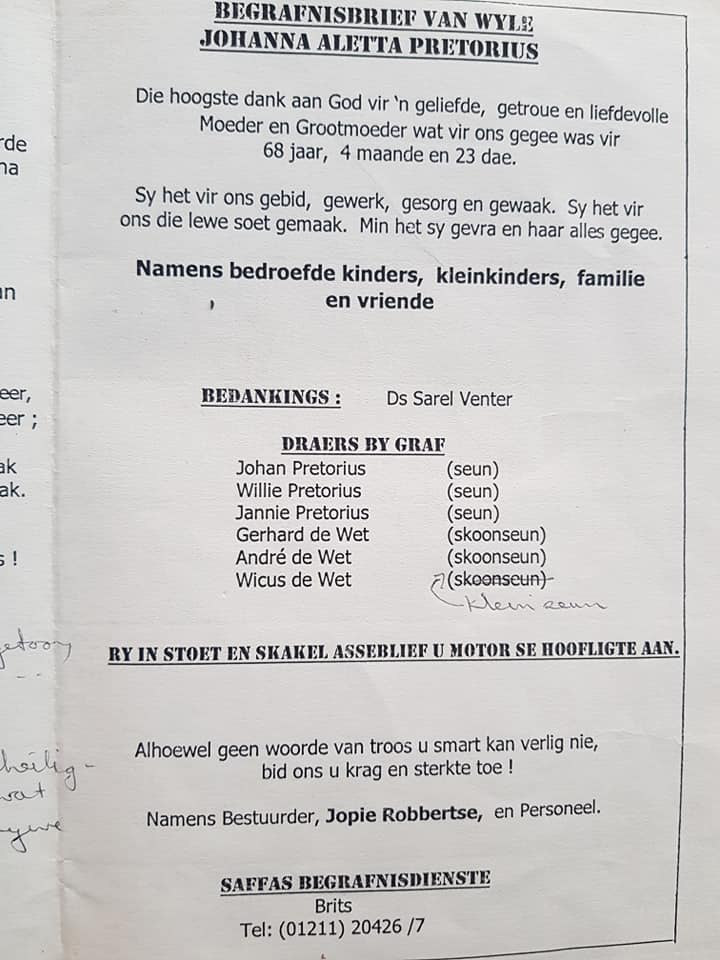 BEGRAFNISBRIEF VAN WYLE
JOHANNA ALETTA PRETORIUS
Die hoogste dank aan God vir 'n geliefde, getroue en liefdevolle
Moeder en Grootmoeder wat vir ons gegee was vir
68 jaar, 4 maande en 23 dae.
Sy het vir ons gebid, gewerk, gesorg en gewaak. Sy het vir
ons die lewe soet gemaak. Min het sy gevra en haar alles gegee.
Namens bedroefde kinders, kleinkinders, familie
en vriende
BEDANKINGS : Ds Sarel Venter
DRAERS BY GRAF
Johan Pretorius (seun)
Willie Pretorius (seun)
Jannie Pretorius (seun)
Gerhard de Wet (skoonseun)
André de Wet (skoonseun)
Wicus de Wet (skoonseun)
kleinseun
RY IN STOET EN SKAKEL ASSEBLIEF U MOTOR SE HOOFLIGTE AAN.
Alhoewel geen woorde van troos u smart kan verlig nie,
bid ons u krag en sterkte toe !
Namens Bestuurder, Jopie Robbertse, en Personeel.
SAFFAS BEGRAFNISDIENSTE
Brits
Tel: (01211) 20426 /7